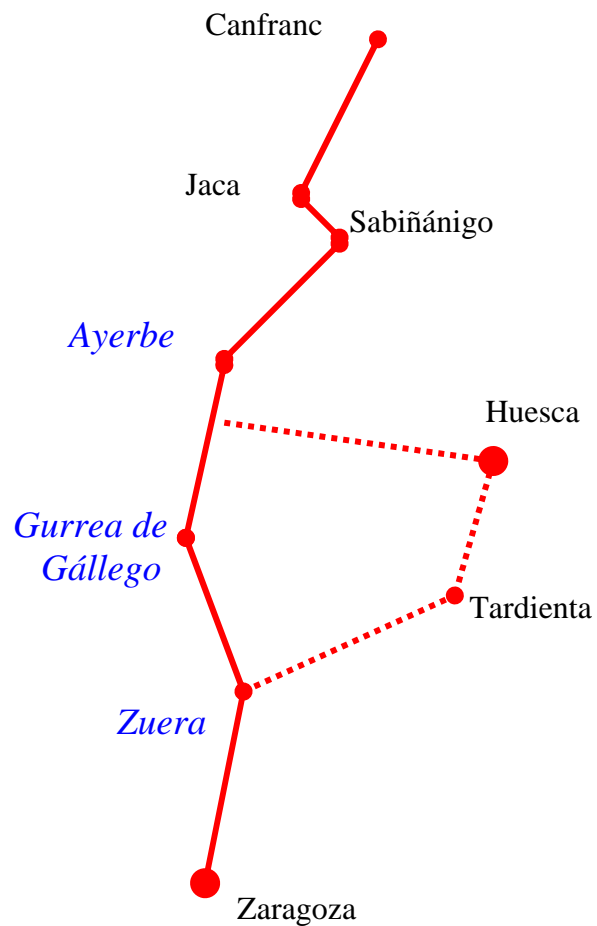 Canfranc
Jaca
Sabiñánigo
Ayerbe
Huesca
Gurrea de
Gállego
Tardienta
Zuera
Zaragoza